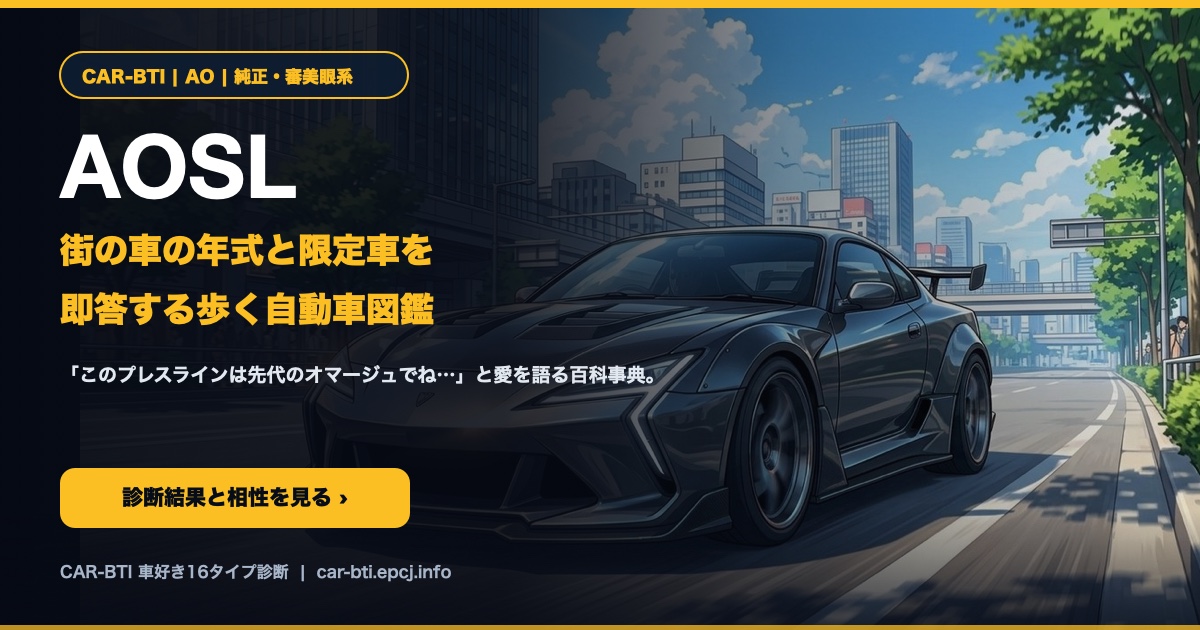 CAR-BTI | AO | 純正・審美眼系
AOSL
街の車の年式と限定車を
即答する歩く自動車図鑑
「このプレスラインは先代のオマージュでね…」と愛を語る百科事典。
診断結果と相性を見る ›
CAR-BTI 車好き16タイプ診断 | car-bti.epcj.info